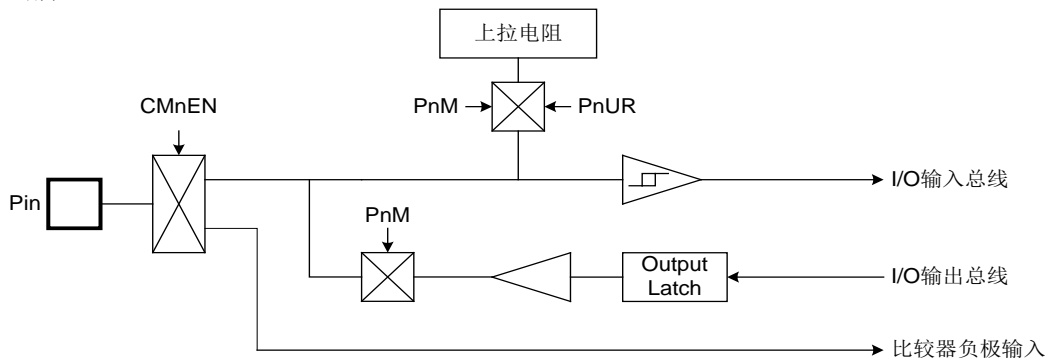 上拉电阻
PnM
PnUR
CMnEN
Pin
I/O输入总线
PnM
Output
Latch
I/O输出总线
比较器负极输入